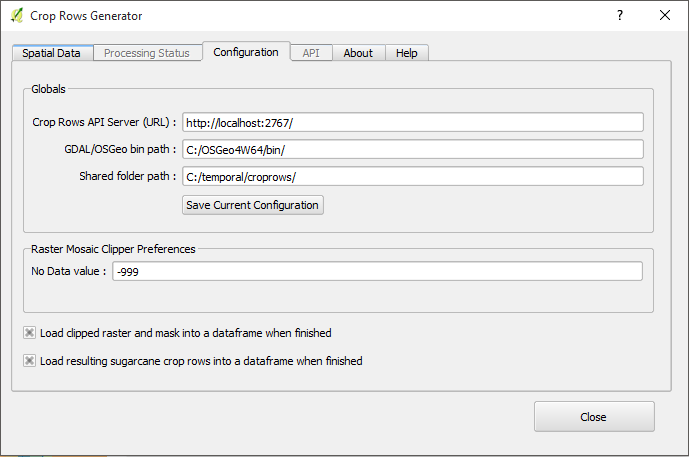 Crop Rows Generator
Spatial Data Processing Status Configuration API About Help
Globals
Crop Rows API Server (URL) : http://localhost:2767/
GDAL/OSGeo bin path : C:/OSGeo4W64/bin/
Shared folder path : C:/temporal/croprows/
Save Current Configuration
Raster Mosaic Clipper Preferences
No Data value : -999
Load clipped raster and mask into a dataframe when finished
Load resulting sugarcane crop rows into a dataframe when finished
Close